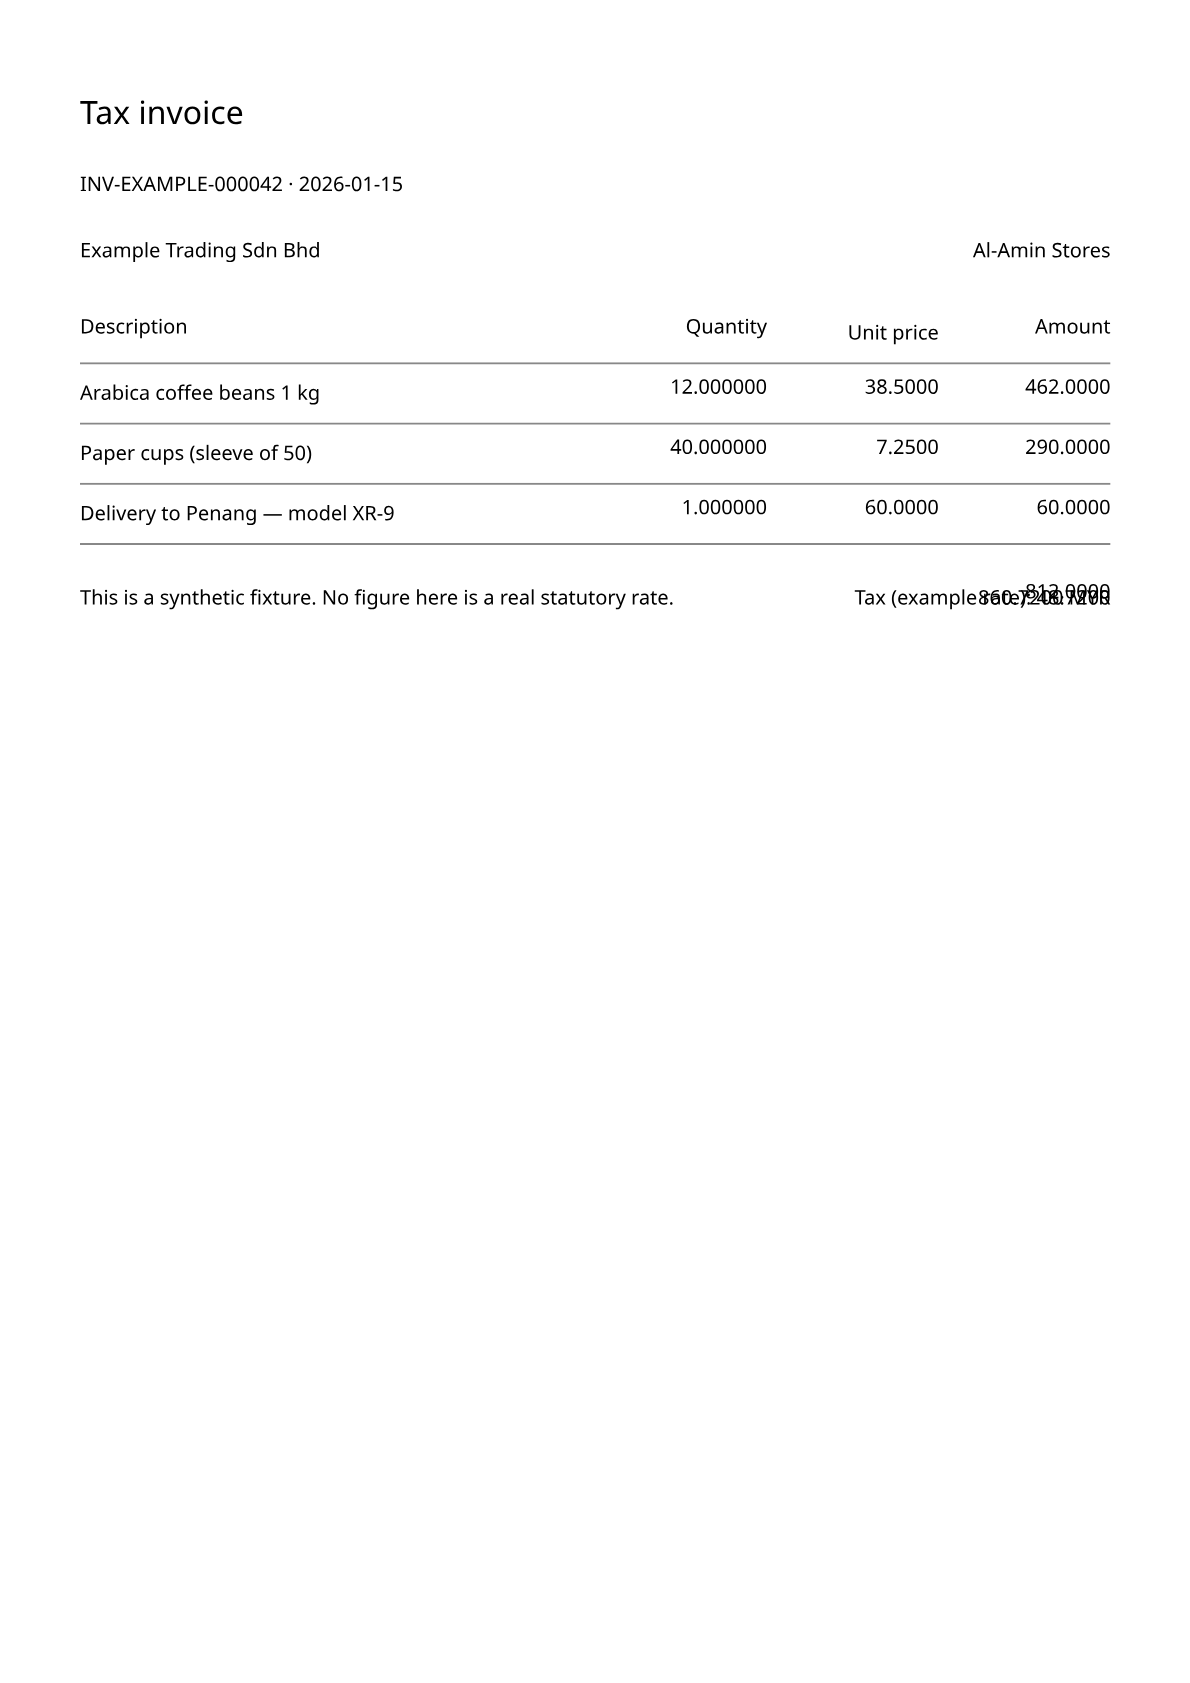 Tax invoice
INV-EXAMPLE-000042 · 2026-01-15
Example Trading Sdn Bhd Al-Amin Stores
Description Quantity Unit price Amount
Arabica coffee beans 1 kg 12.000000 38.5000 462.0000
Paper cups (sleeve of 50) 40.000000 7.2500 290.0000
Delivery to Penang — model XR-9 1.000000 60.0000 60.0000
This is a synthetic fixture. No figure here is a real statutory rate. Tax (example